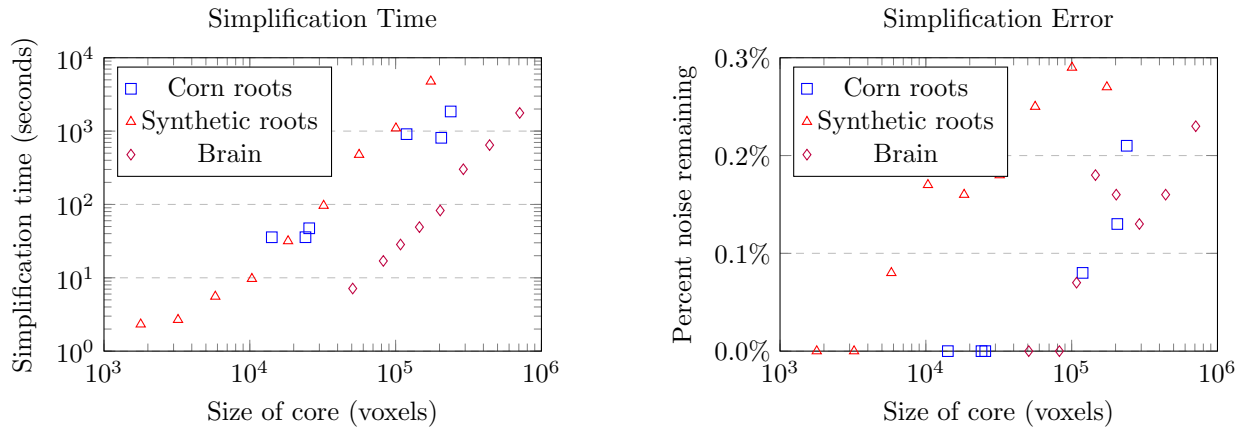 Simplification Time
Simplification time (seconds)
10^4
10^3
10^2
10^1
10^0
Corn roots
Synthetic roots
Brain
10^3 10^4 10^5 10^6
Size of core (voxels)
Simplification Error
Percent noise remaining
0.3%
0.2%
0.1%
0.0%
Corn roots
Synthetic roots
Brain
10^3 10^4 10^5 10^6
Size of core (voxels)